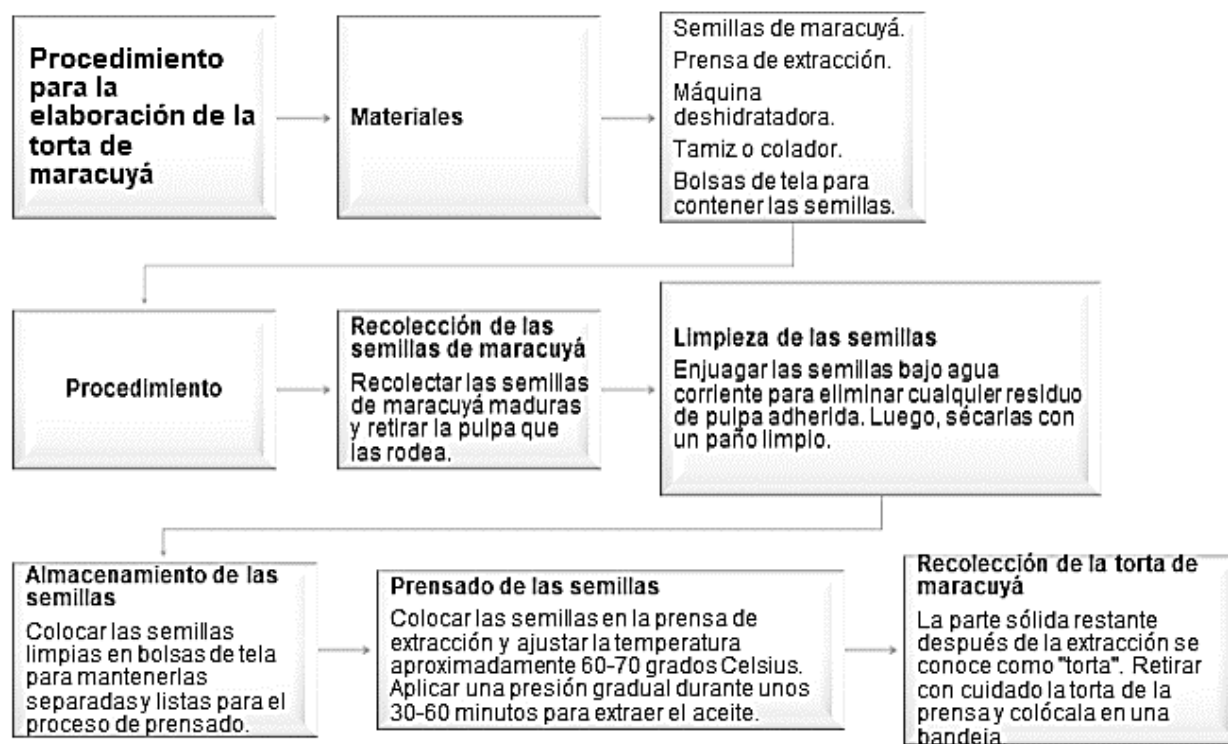 Procedimiento
para la
elaboración de la
torta de
maracuyá
Materiales
Semillas de maracuyá.
Prensa de extracción.
Máquina
deshidratadora.
Tamiz o colador.
Bolsas de tela para
contener las semillas.
Procedimiento
Recolección de las
semillas de maracuyá
Recolectar las semillas
de maracuyá maduras
y retirar la pulpa que
las rodea.
Limpieza de las semillas
Enjuagar las semillas bajo agua
corriente para eliminar cualquier residuo
de pulpa adherida. Luego, sécarlas con
un paño limpio.
Almacenamiento de las
semillas
Colocar las semillas
limpias en bolsas de tela
para mantenerlas
separadas y listas para el
proceso de prensado.
Prensado de las semillas
Colocar las semillas en la prensa de
extracción y ajustar la temperatura
aproximadamente 60-70 grados Celsius.
Aplicar una presión gradual durante unos
30-60 minutos para extraer el aceite.
Recolección de la torta de
maracuyá
La parte sólida restante
después de la extracción se
conoce como "torta". Retirar
con cuidado la torta de la
prensa y colócala en una
bandeja